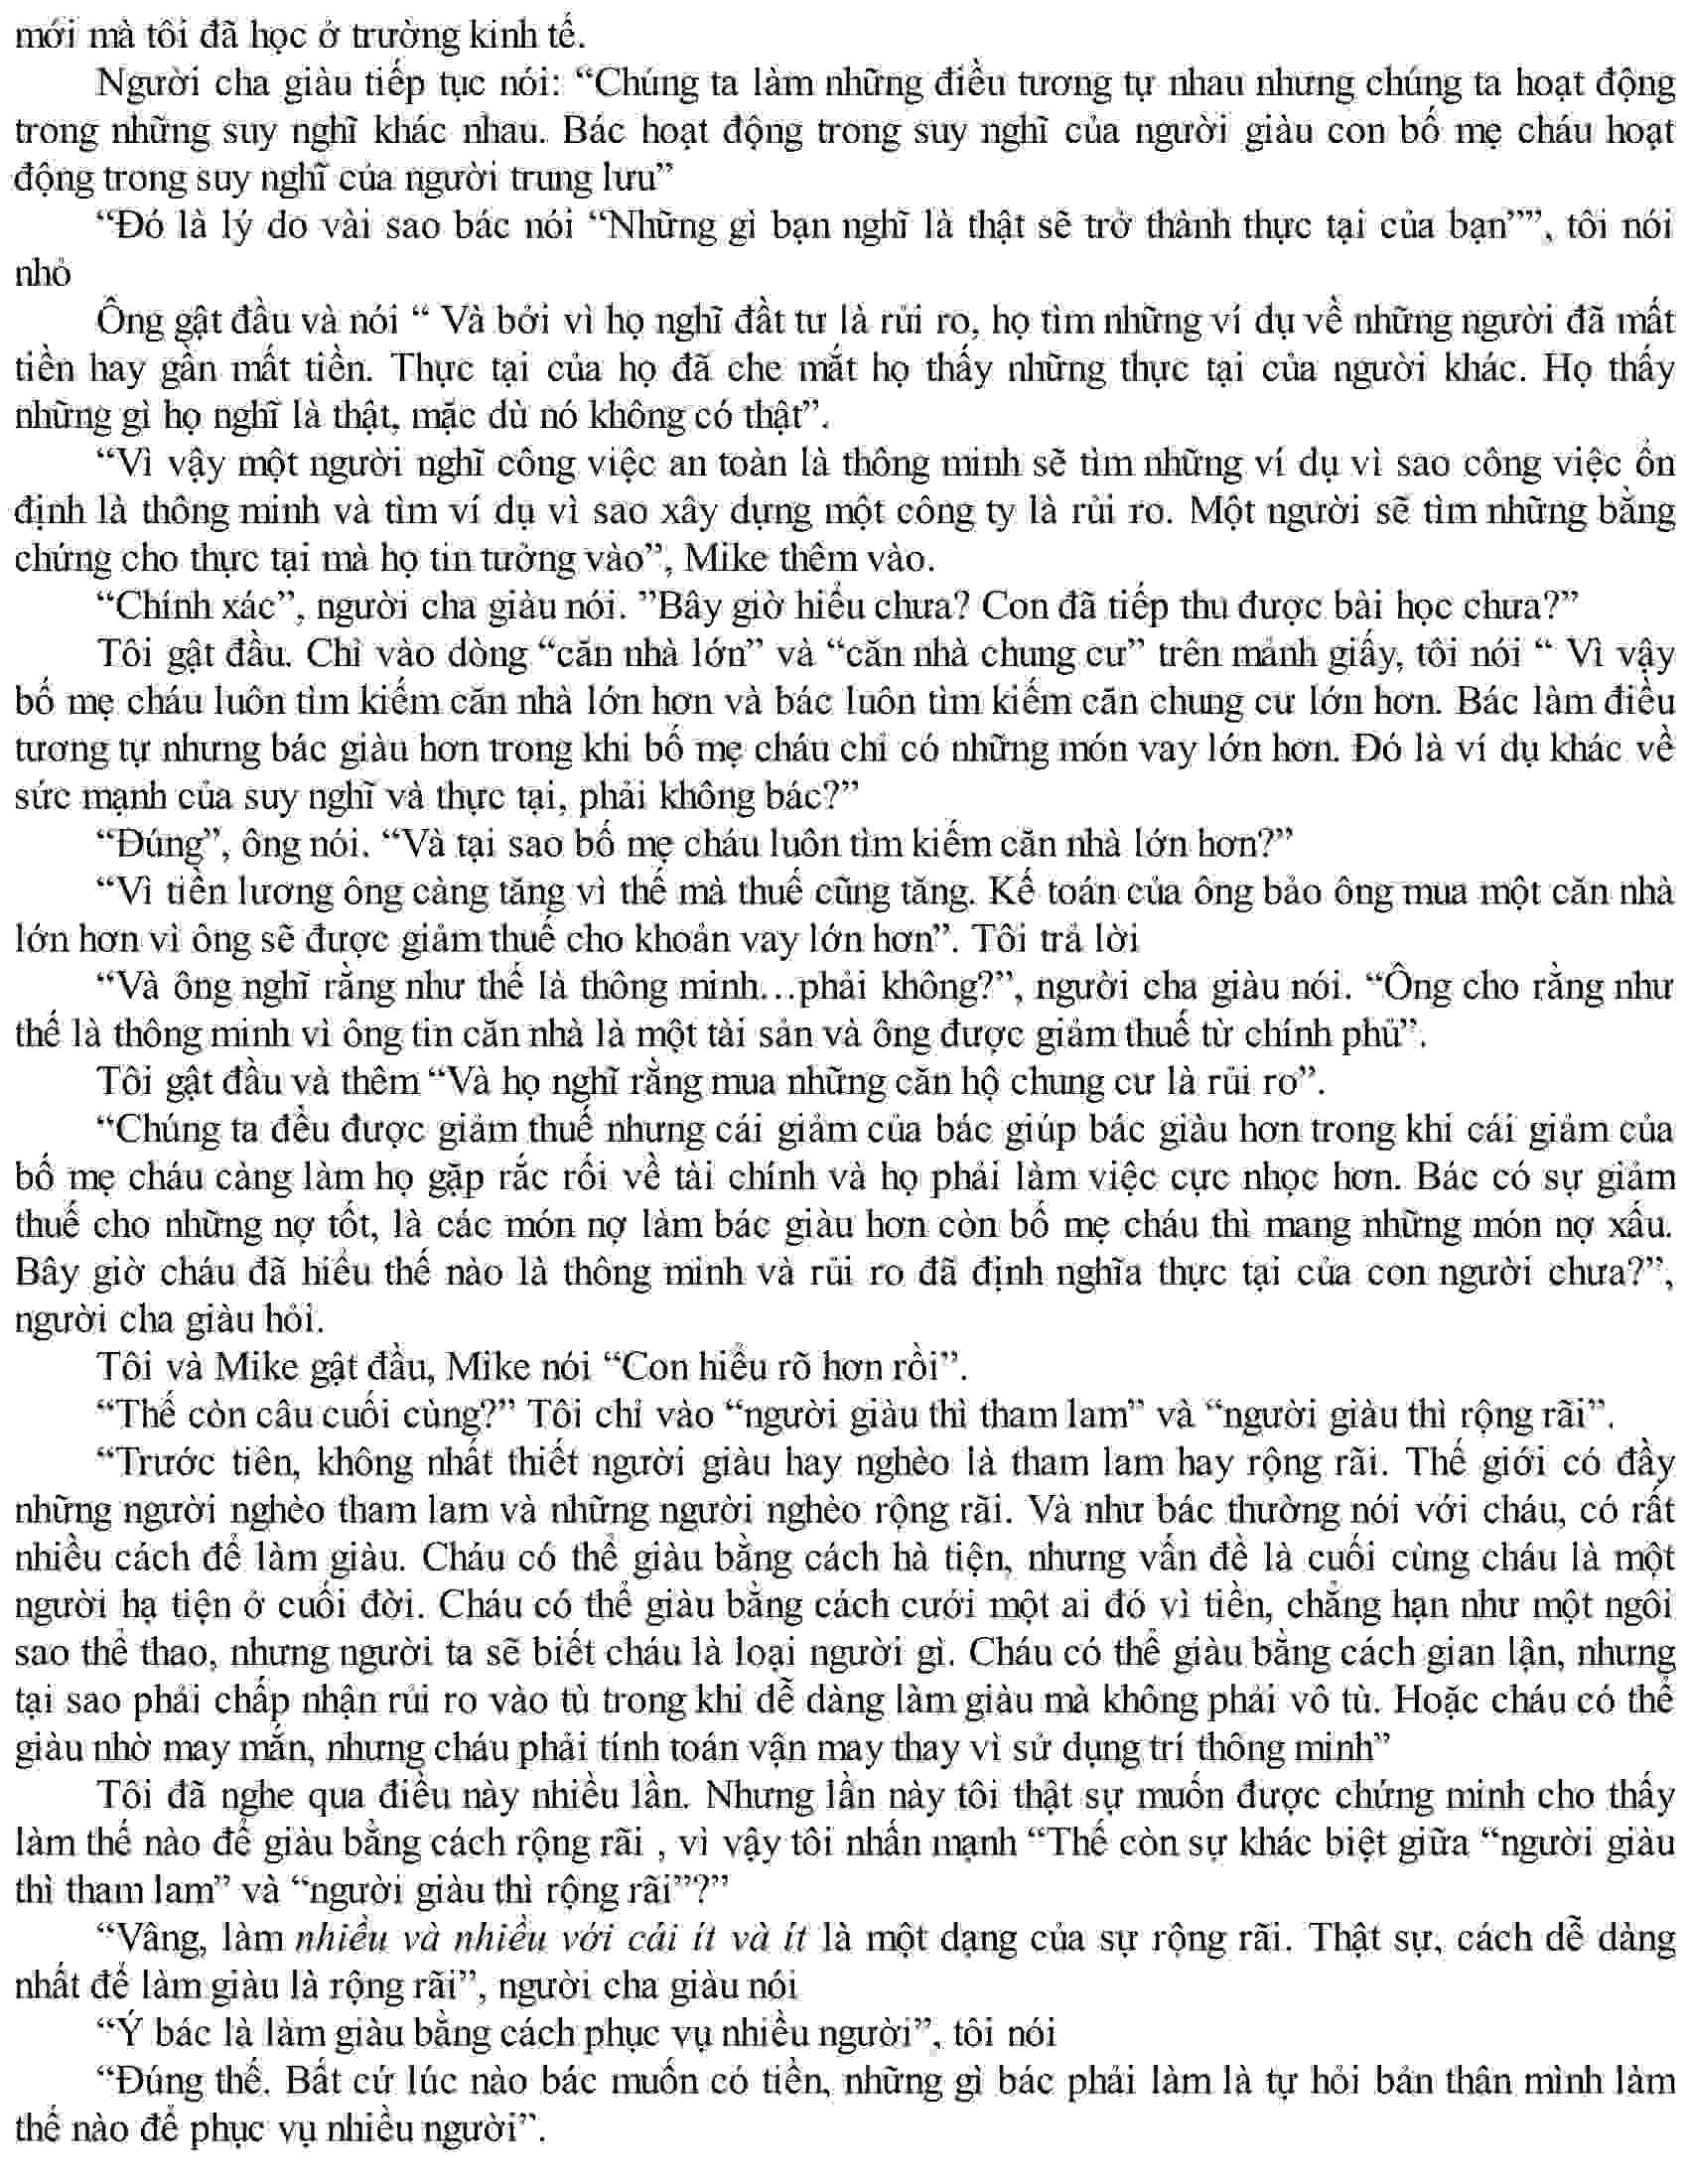 mới mà tôi đã học ở trường kinh tế.
Người cha giàu tiếp tục nói: “Chúng ta làm những điều tương tự nhau nhưng chúng ta hoạt động
trong những suy nghĩ khác nhau. Bác hoạt động trong suy nghĩ của người giàu con bố mẹ cháu hoạt
động trong suy nghĩ của người trung lưu”
“Đó là lý do vài sao bác nói “Những gì bạn nghĩ là thật sẽ trở thành thực tại của bạn””, tôi nói
nhỏ
Ông gật đầu và nói “ Và bởi vì họ nghĩ đầt tư là rủi ro, họ tìm những ví dụ về những người đã mất
tiền hay gần mất tiền. Thực tại của họ đã che mắt họ thấy những thực tại của người khác. Họ thấy
những gì họ nghĩ là thật, mặc dù nó không có thật”.
“Vì vậy một người nghĩ công việc an toàn là thông minh sẽ tìm những ví dụ vì sao công việc ổn
định là thông minh và tìm ví dụ vì sao xây dựng một công ty là rủi ro. Một người sẽ tìm những bằng
chứng cho thực tại mà họ tin tưởng vào”, Mike thêm vào.
“Chính xác”, người cha giàu nói. ”Bây giờ hiểu chưa? Con đã tiếp thu được bài học chưa?”
Tôi gật đầu. Chỉ vào dòng “căn nhà lớn” và “căn nhà chung cư” trên mảnh giấy, tôi nói “ Vì vậy
bố mẹ cháu luôn tìm kiếm căn nhà lớn hơn và bác luôn tìm kiếm căn chung cư lớn hơn. Bác làm điều
tương tự nhưng bác giàu hơn trong khi bố mẹ cháu chỉ có những món vay lớn hơn. Đó là ví dụ khác về
sức mạnh của suy nghĩ và thực tại, phải không bác?”
“Đúng”, ông nói. “Và tại sao bố mẹ cháu luôn tìm kiếm căn nhà lớn hơn?”
“Vì tiền lương ông càng tăng vì thế mà thuế cũng tăng. Kế toán của ông bảo ông mua một căn nhà
lớn hơn vì ông sẽ được giảm thuế cho khoản vay lớn hơn”. Tôi trả lời
“Và ông nghĩ rằng như thế là thông minh…phải không?”, người cha giàu nói. “Ông cho rằng như
thế là thông minh vì ông tin căn nhà là một tài sản và ông được giảm thuế từ chính phủ”.
Tôi gật đầu và thêm “Và họ nghĩ rằng mua những căn hộ chung cư là rủi ro”.
“Chúng ta đều được giảm thuế nhưng cái giảm của bác giúp bác giàu hơn trong khi cái giảm của
bố mẹ cháu càng làm họ gặp rắc rối về tài chính và họ phải làm việc cực nhọc hơn. Bác có sự giảm
thuế cho những nợ tốt, là các món nợ làm bác giàu hơn còn bố mẹ cháu thì mang những món nợ xấu.
Bây giờ cháu đã hiểu thế nào là thông minh và rủi ro đã định nghĩa thực tại của con người chưa?”,
người cha giàu hỏi.
Tôi và Mike gật đầu, Mike nói “Con hiểu rõ hơn rồi”.
“Thế còn câu cuối cùng?” Tôi chỉ vào “người giàu thì tham lam” và “người giàu thì rộng rãi”.
“Trước tiên, không nhất thiết người giàu hay nghèo là tham lam hay rộng rãi. Thế giới có đầy
những người nghèo tham lam và những người nghèo rộng rãi. Và như bác thường nói với cháu, có rất
nhiều cách để làm giàu. Cháu có thể giàu bằng cách hà tiện, nhưng vấn đề là cuối cùng cháu là một
người hạ tiện ở cuối đời. Cháu có thể giàu bằng cách cưới một ai đó vì tiền, chẳng hạn như một ngôi
sao thể thao, nhưng người ta sẽ biết cháu là loại người gì. Cháu có thể giàu bằng cách gian lận, nhưng
tại sao phải chấp nhận rủi ro vào tù trong khi dễ dàng làm giàu mà không phải vô tù. Hoặc cháu có thể
giàu nhờ may mắn, nhưng cháu phải tính toán vận may thay vì sử dụng trí thông minh”
Tôi đã nghe qua điều này nhiều lần. Nhưng lần này tôi thật sự muốn được chứng minh cho thấy
làm thế nào để giàu bằng cách rộng rãi , vì vậy tôi nhấn mạnh “Thế còn sự khác biệt giữa “người giàu
thì tham lam” và “người giàu thì rộng rãi”?”
“Vâng, làm nhiều và nhiều với cái ít và ít là một dạng của sự rộng rãi. Thật sự, cách dễ dàng
nhất để làm giàu là rộng rãi”, người cha giàu nói
“Ý bác là làm giàu bằng cách phục vụ nhiều người”, tôi nói
“Đúng thế. Bất cứ lúc nào bác muốn có tiền, những gì bác phải làm là tự hỏi bản thân mình làm
thế nào để phục vụ nhiều người”.